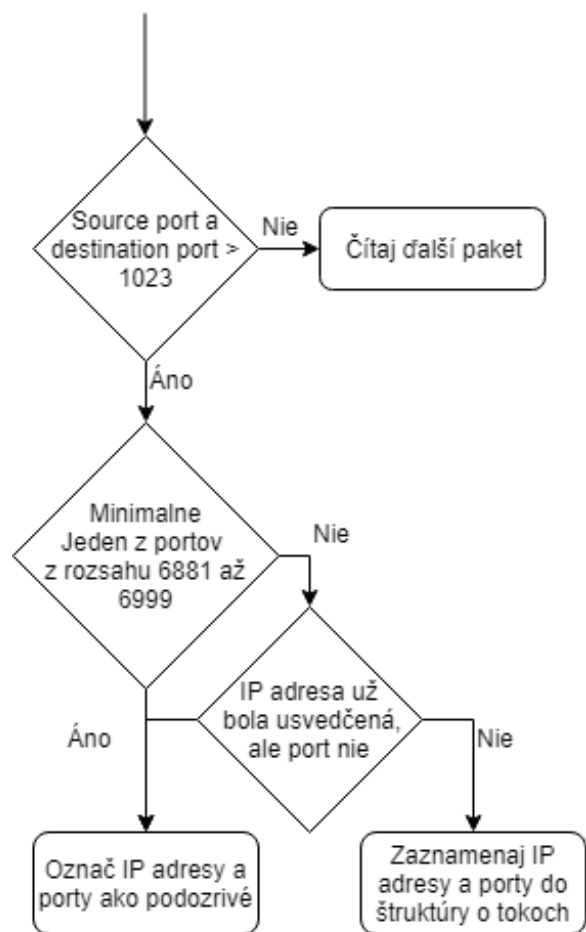 Source port a
destination port >
1023
Nie
Čítaj ďalší paket
Áno
Minimalne
Jeden z portov
z rozsahu 6881 až
6999
Nie
IP adresa už
bola usvedčená,
ale port nie
Áno
Nie
Označ IP adresy a
porty ako podozrivé
Zaznamenaj IP
adresy a porty do
štruktúry o tokoch